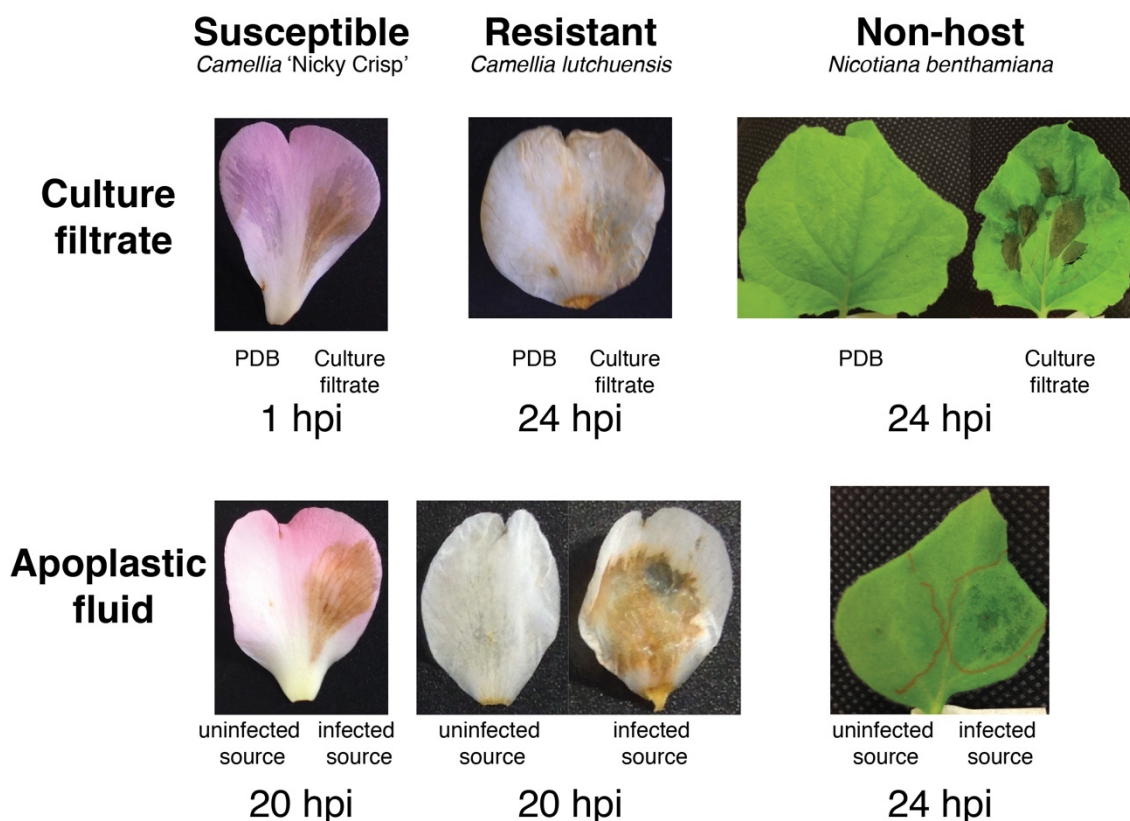 Susceptible
Camellia ‘Nicky Crisp’
Resistant
Camellia lutchuensis
Non-host
Nicotiana benthamiana
Culture
filtrate
PDB
Culture
filtrate
1 hpi
PDB
Culture
filtrate
24 hpi
PDB
Culture
filtrate
24 hpi
Apoplastic
fluid
uninfected
source
infected
source
20 hpi
uninfected
source
infected
source
20 hpi
uninfected
source
infected
source
24 hpi